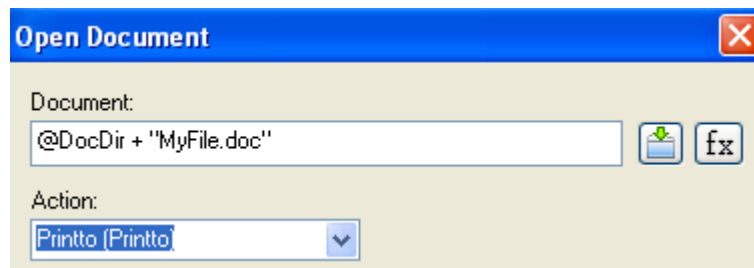 Open Document
Document:
@DocDir + "MyFile.doc"
fx
Action:
Printto (Printto)